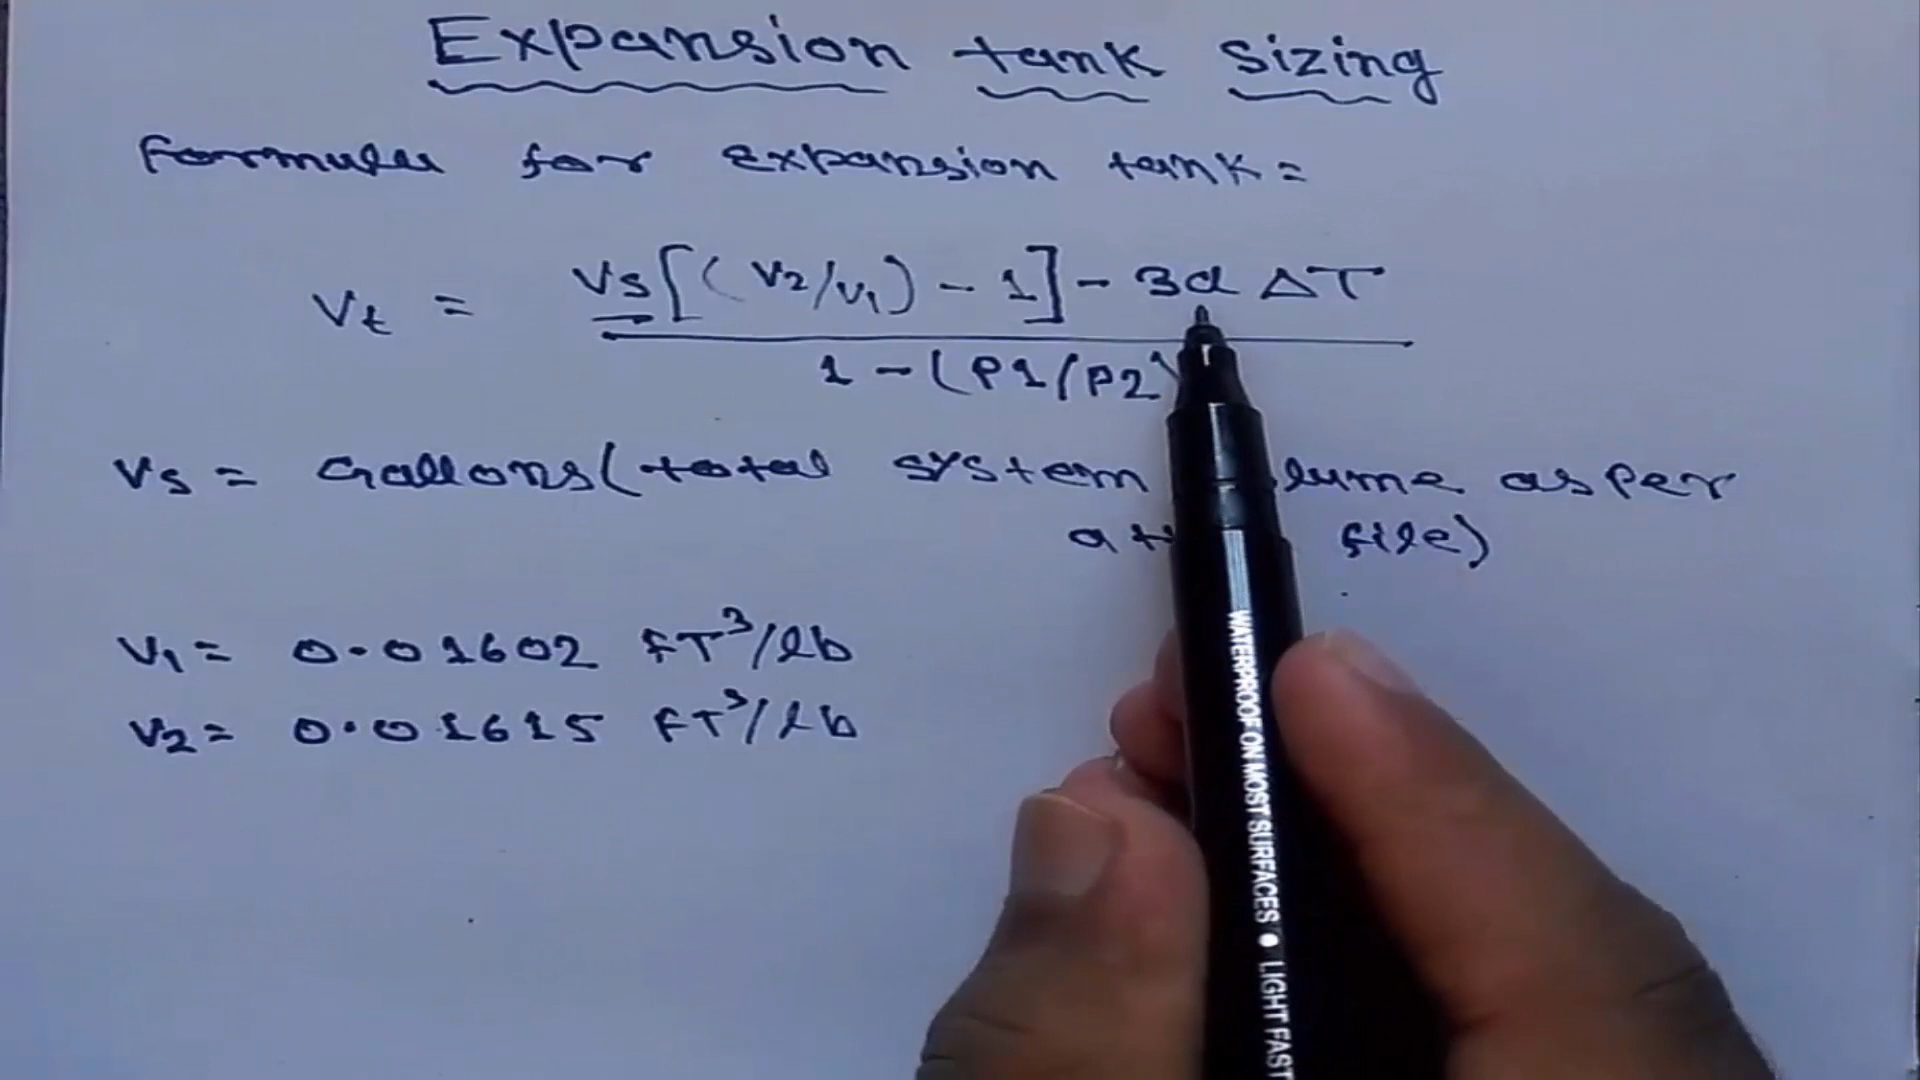 Expansion tank Sizing
Formula for expansion tank =
Vt = Vs[(V2/V1) - 1] - 3α ΔT
1 - (P1/P2)
Vs = Gallons (total system as per
file)
V1 = 0.01602 FT³/lb
V2 = 0.01615 FT³/lb
WATERPROOF ON MOST SURFACES ● LIGHT FAST